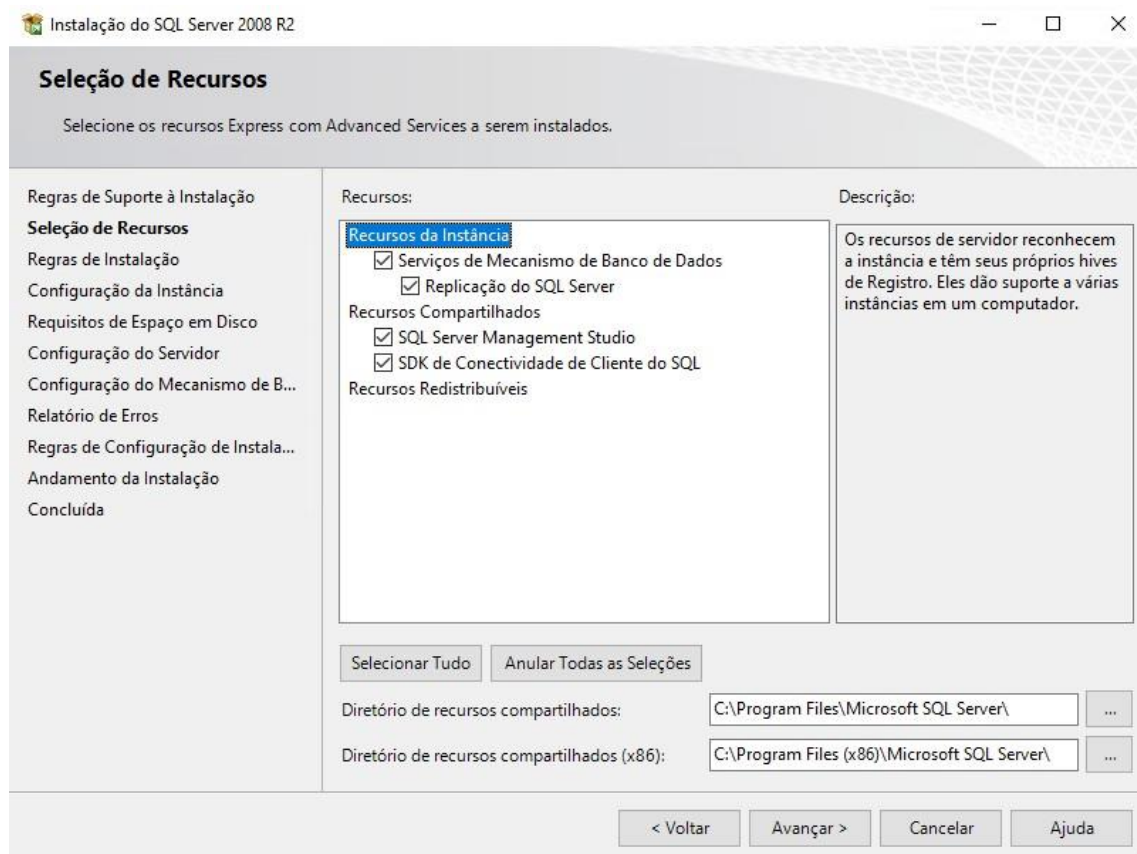 Instalação do SQL Server 2008 R2
Seleção de Recursos
Selecione os recursos Express com Advanced Services a serem instalados.
Regras de Suporte à Instalação
Seleção de Recursos
Regras de Instalação
Configuração da Instância
Requisitos de Espaço em Disco
Configuração do Servidor
Configuração do Mecanismo de B...
Relatório de Erros
Regras de Configuração de Instala...
Andamento da Instalação
Concluída
Recursos:
Recursos da Instância
Serviços de Mecanismo de Banco de Dados
Replicação do SQL Server
Recursos Compartilhados
SQL Server Management Studio
SDK de Conectividade de Cliente do SQL
Recursos Redistribuíveis
Descrição:
Os recursos de servidor reconhecem
a instância e têm seus próprios hives
de Registro. Eles dão suporte a várias
instâncias em um computador.
Selecionar Tudo
Anular Todas as Seleções
Diretório de recursos compartilhados:
C:\Program Files\Microsoft SQL Server\
...
Diretório de recursos compartilhados (x86):
C:\Program Files (x86)\Microsoft SQL Server\
...
< Voltar
Avançar >
Cancelar
Ajuda